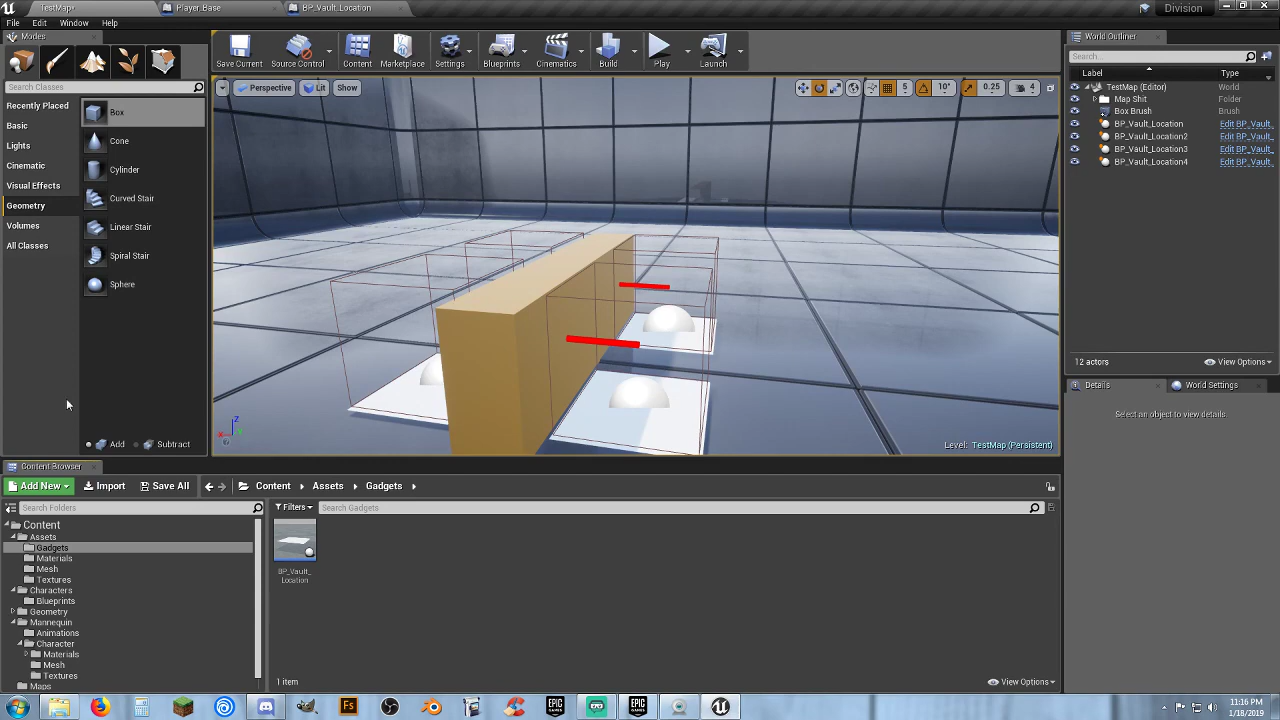 TestMap*
Player_Base
BP_Vault_Location
Division
File Edit Window Help
Modes
Search Classes
Recently Placed
Basic
Lights
Cinematic
Visual Effects
Geometry
Volumes
All Classes
Box
Cone
Cylinder
Curved Stair
Linear Stair
Spiral Stair
Sphere
Add Subtract
Save Current Source Control Content Marketplace Settings Blueprints Cinematics Build Play Launch
Perspective Lit Show
5 10° 0.25 4
Z
X
Level: TestMap (Persistent)
World Outliner
Search...
Label Type
TestMap (Editor) World
Map Shit Folder
Box Brush Brush
BP_Vault_Location Edit BP_Vault_
BP_Vault_Location2 Edit BP_Vault_
BP_Vault_Location3 Edit BP_Vault_
BP_Vault_Location4 Edit BP_Vault_
12 actors View Options
Details World Settings
Select an object to view details.
Content Browser
Add New Import Save All Content Assets Gadgets
Search Folders
Filters Search Gadgets
Content
Assets
Gadgets
Materials
Mesh
Textures
Characters
Blueprints
Geometry
Mannequin
Animations
Character
Materials
Mesh
Textures
Maps
BP_Vault_
Location
1 item View Options
Fs
EPIC
GAMES
EPIC
GAMES
11:16 PM
1/18/2019